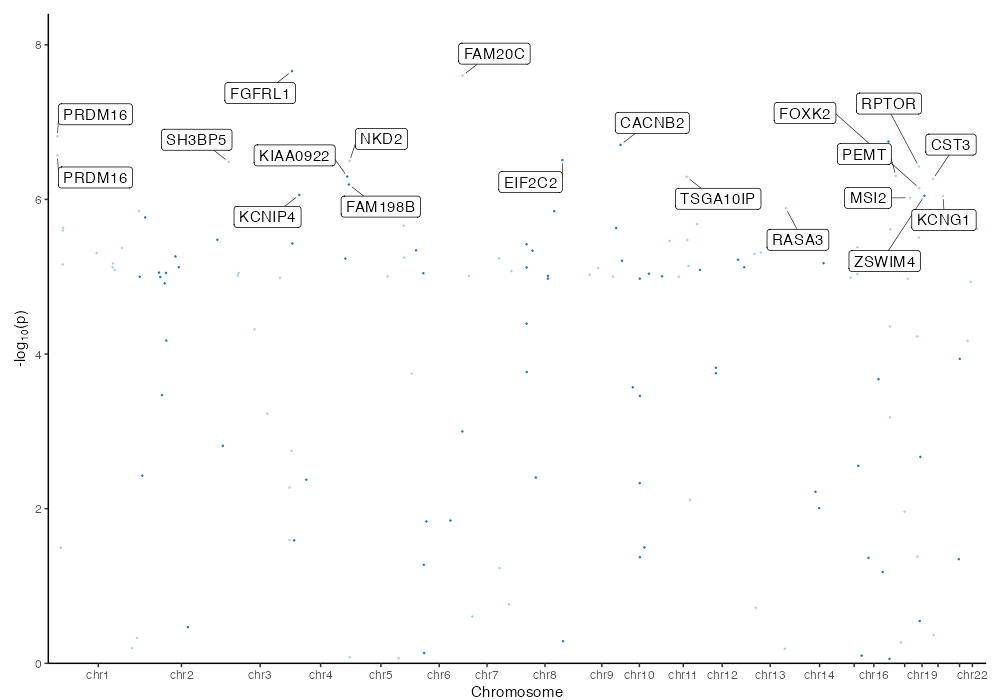 8
FAM20C
FGFRL1
PRDM16
RPTOR
FOXK2
CACNB2
SH3BP5
NKD2
CST3
KIAA0922
PEMT
PRDM16
EIF2C2
6
FAM198B
TSGA10IP
MSI2
KCNIP4
KCNG1
RASA3
ZSWIM4
-log10(p)
4
2
0
chr1 chr2 chr3 chr4 chr5 chr6 chr7 chr8 chr9 chr10 chr11 chr12 chr13 chr14 chr16 chr19 chr22
Chromosome